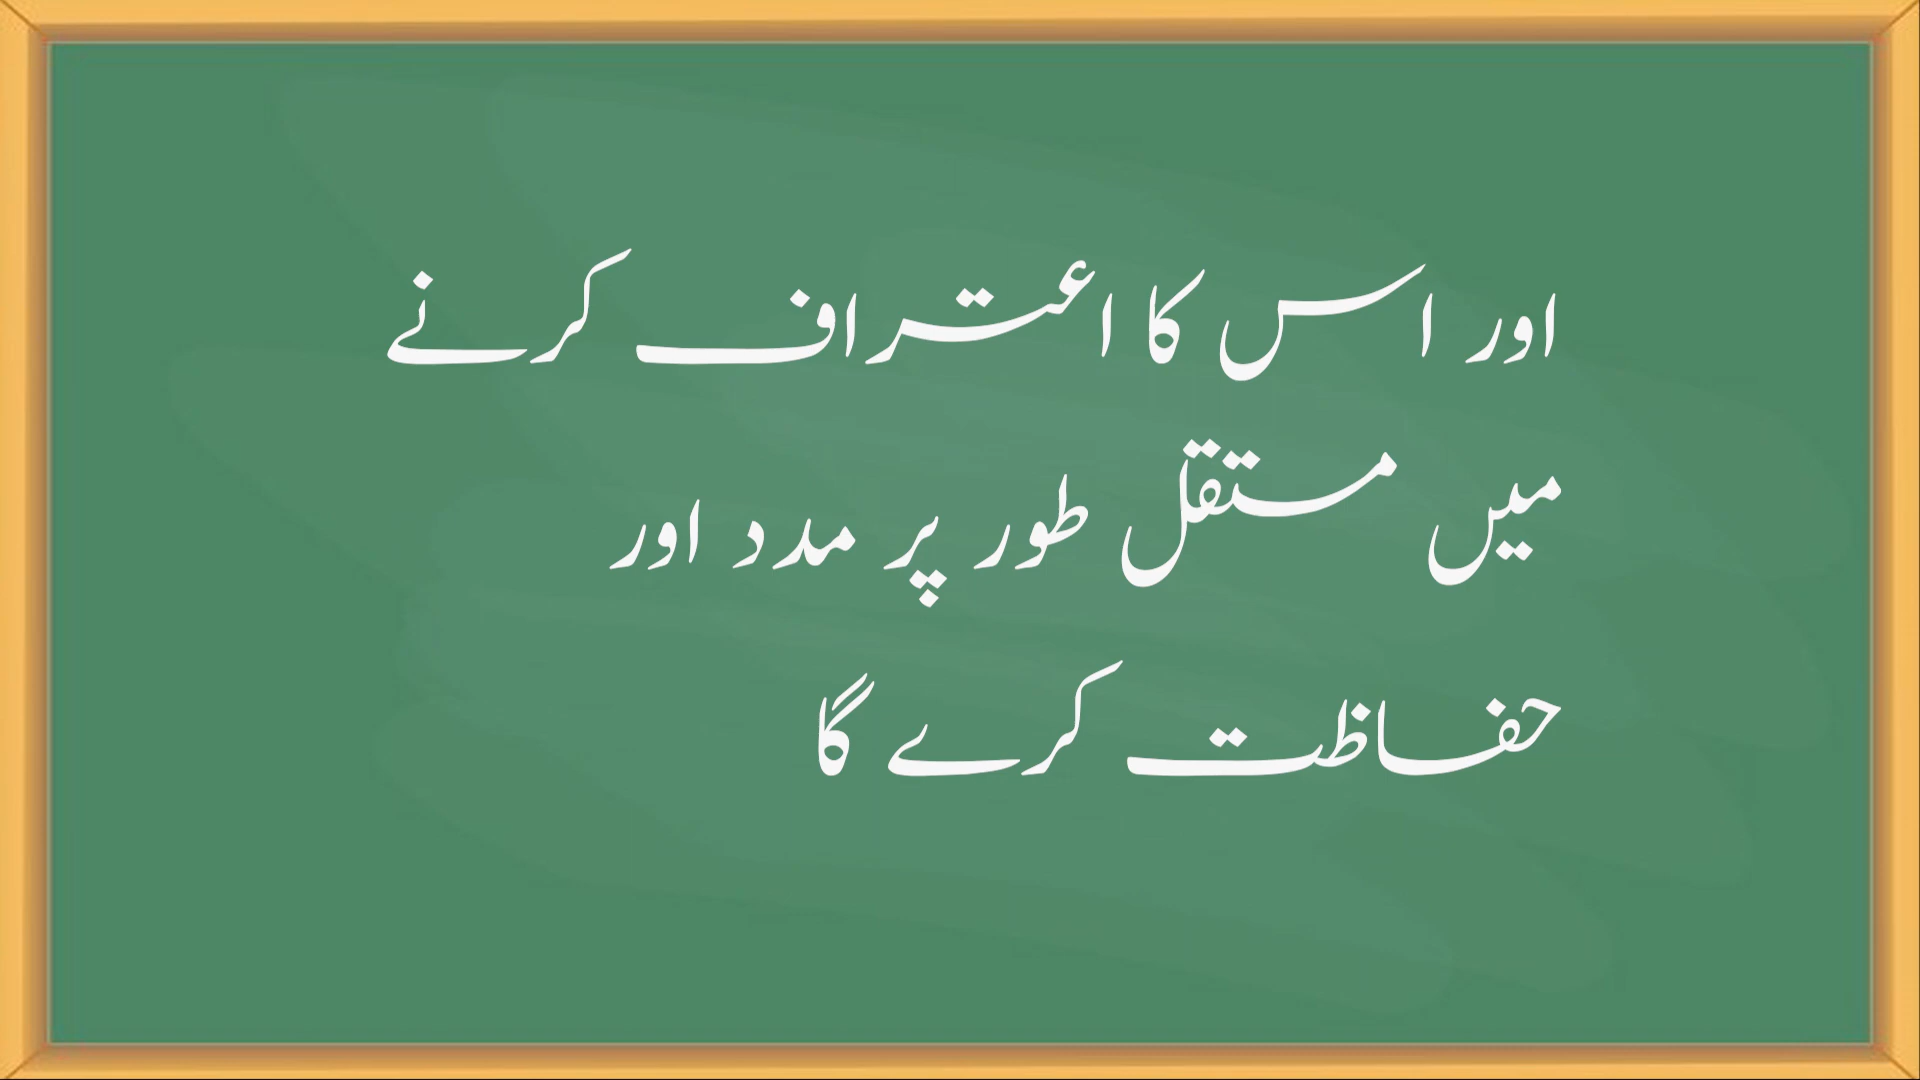 اور اس کا اعتراف کرنے
میں مستقل طور پر مدد اور
حفاظت کرے گا